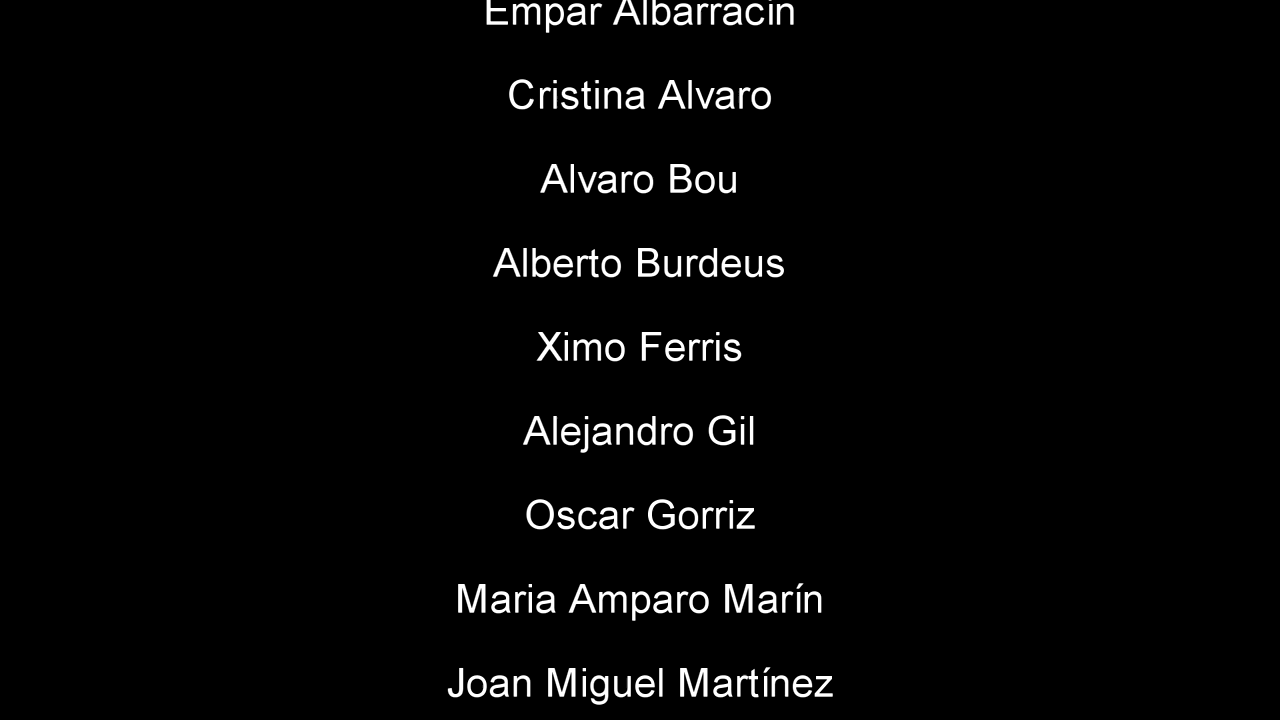 Empar Albarracin
Cristina Alvaro
Alvaro Bou
Alberto Burdeus
Ximo Ferris
Alejandro Gil
Oscar Gorriz
Maria Amparo Marín
Joan Miguel Martínez